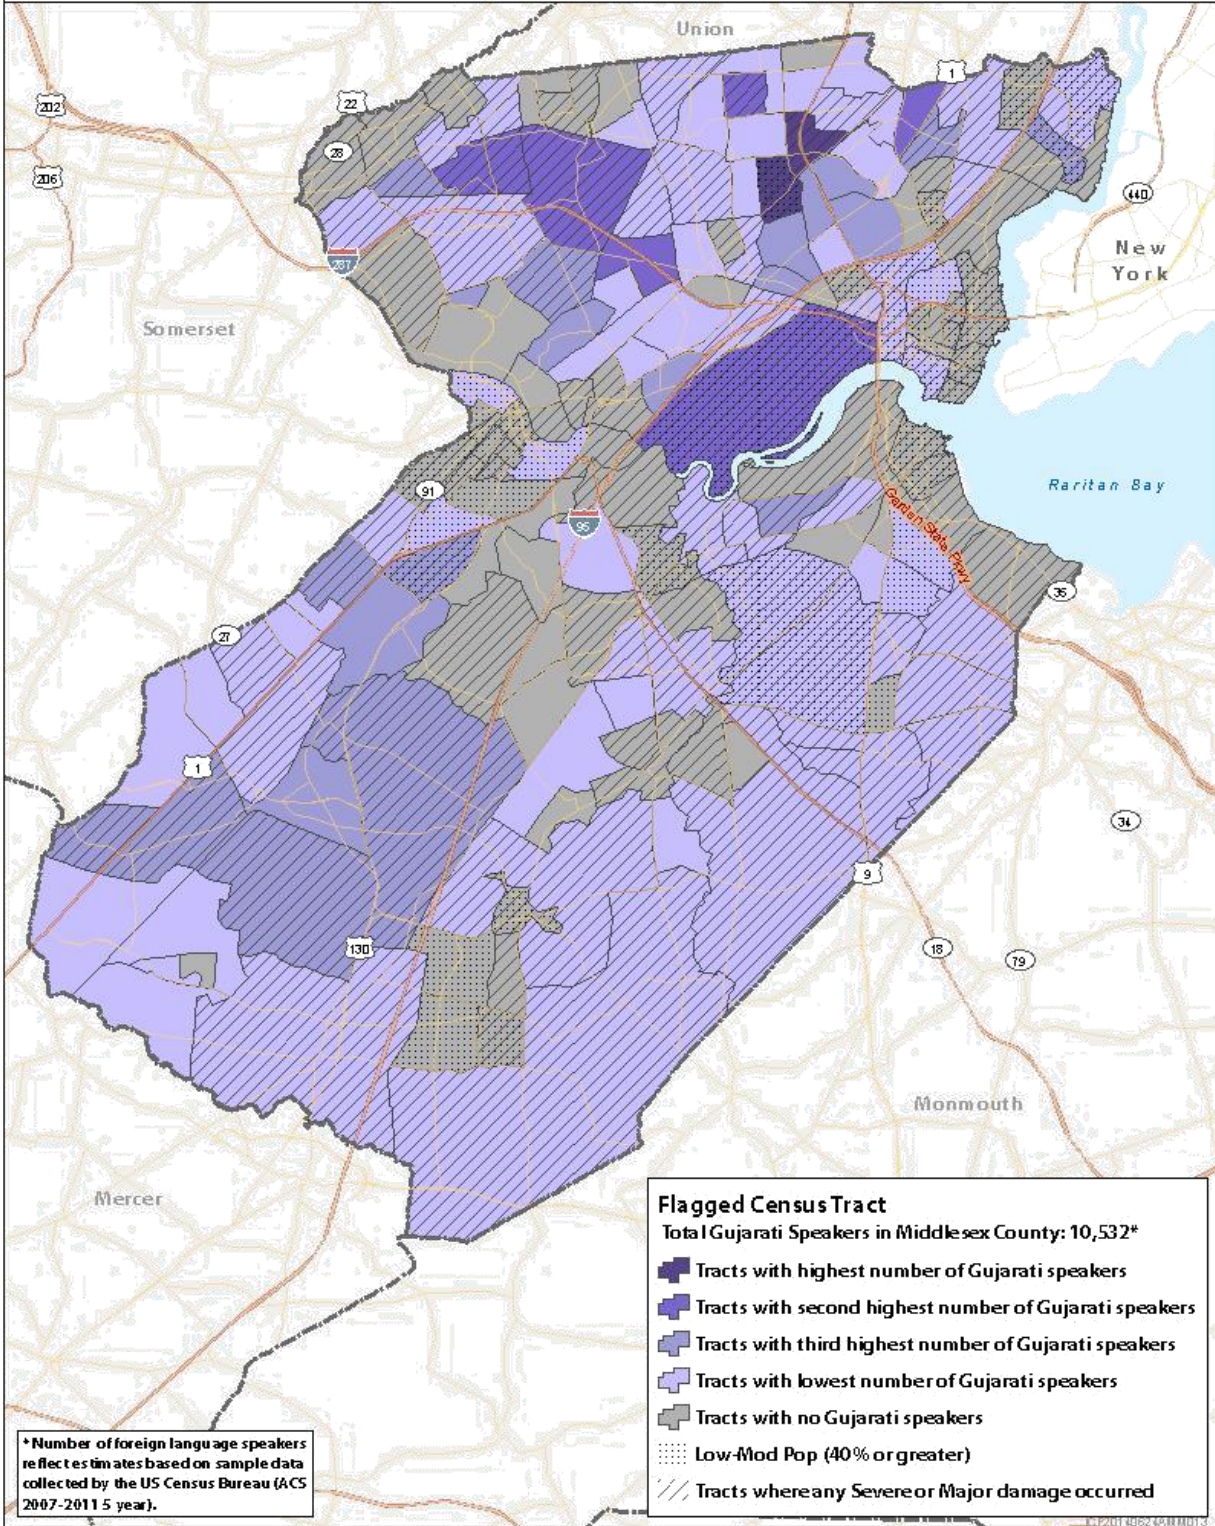 Union
1
22
202
28
206
440
287
New
York
Somerset
Raritan Bay
91
95
Garden State Pkwy
35
27
1
34
9
130
18
79
Monmouth
Mercer
Flagged Census Tract
Total Gujarati Speakers in Middlesex County: 10,532*
Tracts with highest number of Gujarati speakers
Tracts with second highest number of Gujarati speakers
Tracts with third highest number of Gujarati speakers
Tracts with lowest number of Gujarati speakers
Tracts with no Gujarati speakers
Low-Mod Pop (40% or greater)
Tracts where any Severe or Major damage occurred
*Number of foreign language speakers
reflect estimates based on sample data
collected by the US Census Bureau (ACS
2007-2011 5 year).